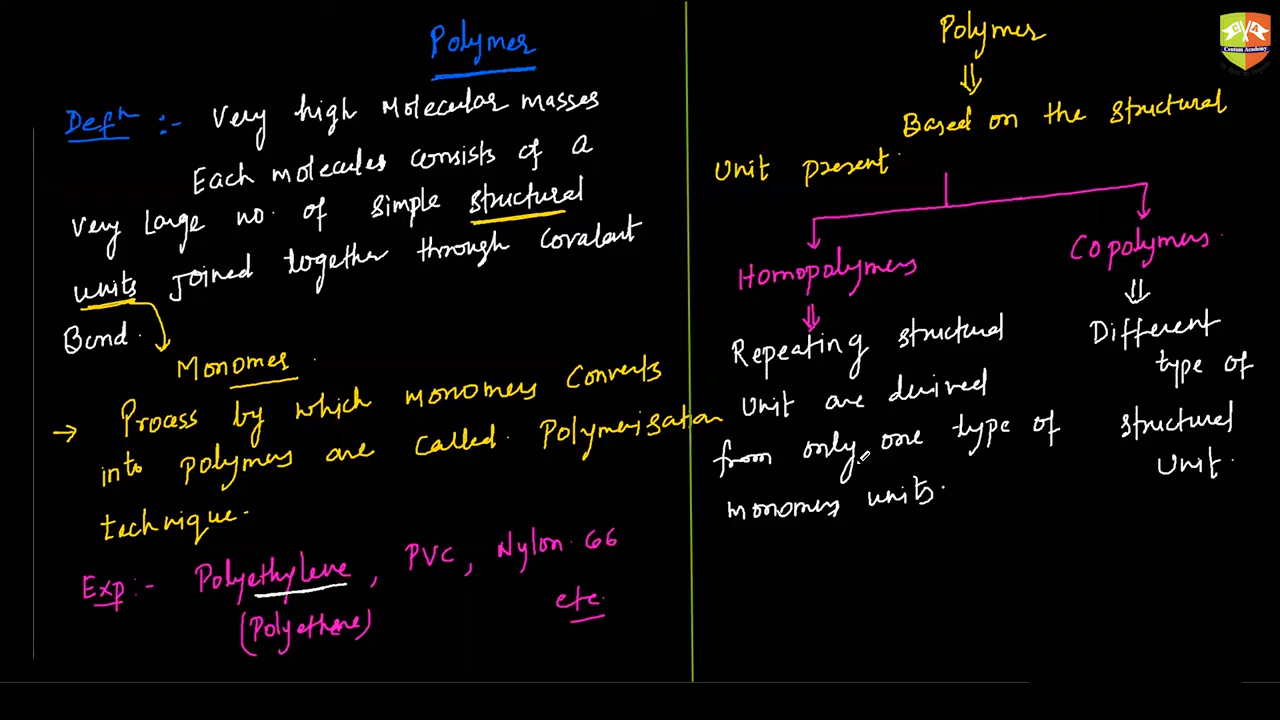 Polymer
Defⁿ :- Very high Molecular masses
Each molecules consists of a
Very Large no. of simple structural
units joined together through Covalent
Bond.
Monomer
→ Process by which monomers Converts
into polymers are called Polymerisation
technique.
Exp:- Polyethylene, PVC, Nylon 66
(Polyethene) etc.
Polymer
Based on the structural
Unit present.
Homopolymers
Repeating structural
Unit are derived
from only one type of
monomers units.
Copolymers.
Different
type of
structural
Unit.
Centum Academy